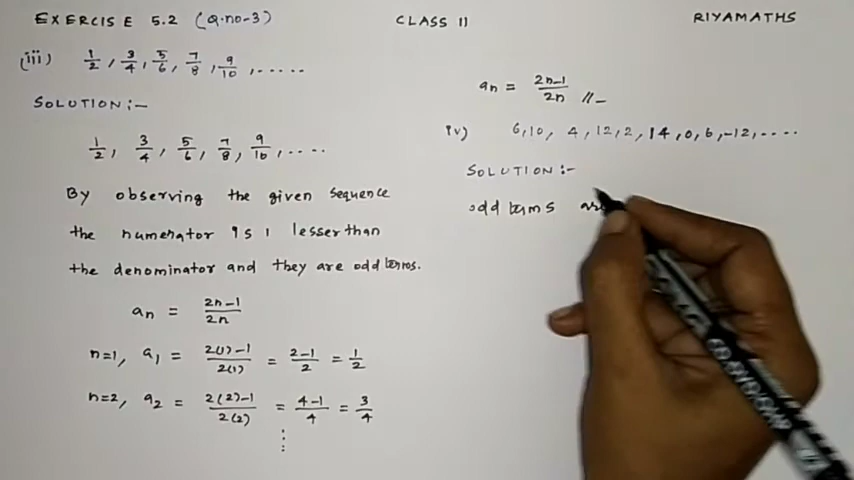 EXERCISE 5.2 (Q.no-3) CLASS 11 RIYAMATHS
(iii) 1/2, 3/4, 5/6, 7/8, 9/10, .....
SOLUTION:-
1/2, 3/4, 5/6, 7/8, 9/10, ....
By observing the given sequence
the numerator is 1 lesser than
the denominator and they are odd terms.
an = 2n-1/2n
n=1, a1 = 2(1)-1/2(1) = 2-1/2 = 1/2
n=2, a2 = 2(2)-1/2(2) = 4-1/4 = 3/4
⋮
an = 2n-1/2n //
iv) 6, 10, 4, 12, 2, 14, 0, 6, -12, ....
SOLUTION:-
odd terms